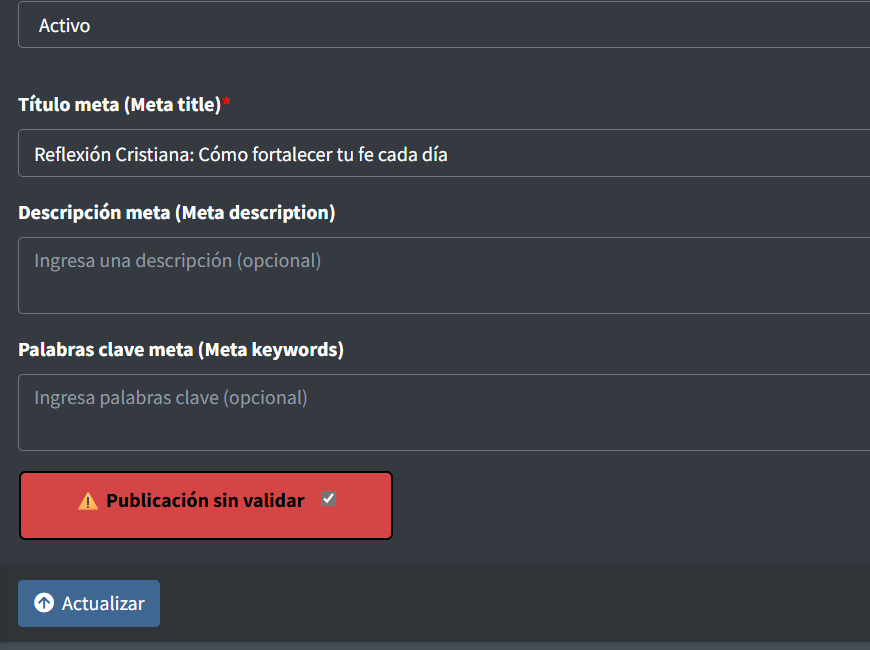 Activo
Título meta (Meta title)*
Reflexión Cristiana: Cómo fortalecer tu fe cada día
Descripción meta (Meta description)
Ingresa una descripción (opcional)
Palabras clave meta (Meta keywords)
Ingresa palabras clave (opcional)
Publicación sin validar
Actualizar